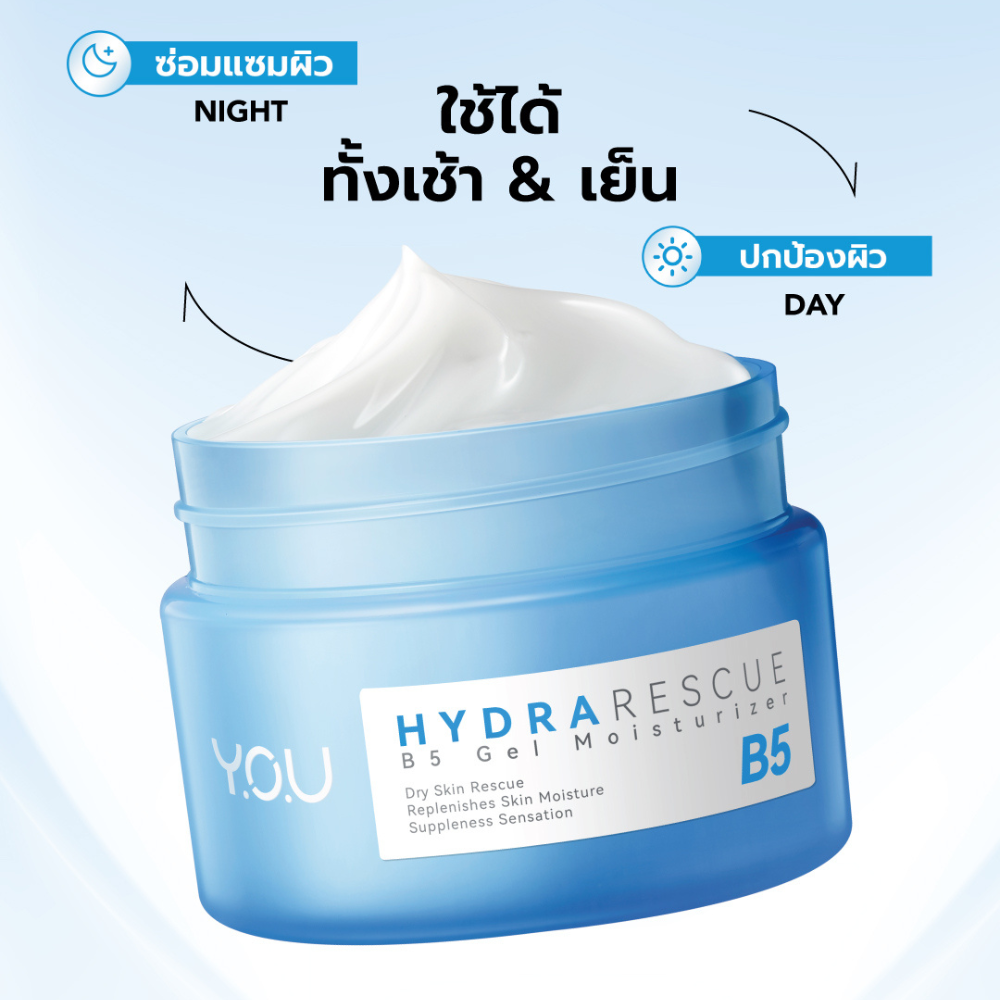 ซ่อมแซมผิว
NIGHT
ใช้ได้
ทั้งเช้า & เย็น
ปกป้องผิว
DAY
Y.O.U
HYDRARESCUE
B5 Gel Moisturizer
Dry Skin Rescue
Replenishes Skin Moisture
Suppleness Sensation
B5